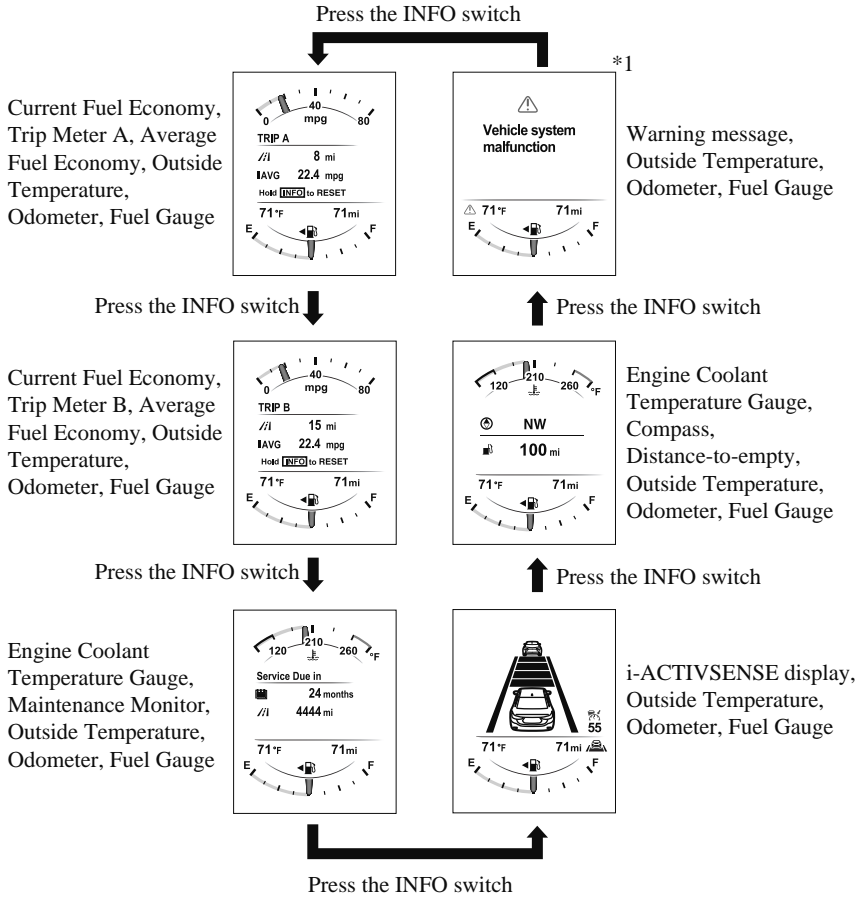 Press the INFO switch
*1
Current Fuel Economy,
Trip Meter A, Average
Fuel Economy, Outside
Temperature,
Odometer, Fuel Gauge
0 40 80
mpg
TRIP A
8 mi
AVG 22.4 mpg
Hold INFO to RESET
71°F 71mi
E F
Vehicle system
malfunction
71°F 71mi
E F
Warning message,
Outside Temperature,
Odometer, Fuel Gauge
Press the INFO switch
Press the INFO switch
Current Fuel Economy,
Trip Meter B, Average
Fuel Economy, Outside
Temperature,
Odometer, Fuel Gauge
0 40 80
mpg
TRIP B
15 mi
AVG 22.4 mpg
Hold INFO to RESET
71°F 71mi
E F
120 210 260 °F
NW
100 mi
71°F 71mi
E F
Engine Coolant
Temperature Gauge,
Compass,
Distance-to-empty,
Outside Temperature,
Odometer, Fuel Gauge
Press the INFO switch
Press the INFO switch
Engine Coolant
Temperature Gauge,
Maintenance Monitor,
Outside Temperature,
Odometer, Fuel Gauge
120 210 260 °F
Service Due in
24 months
4444 mi
71°F 71mi
E F
55
71°F 71mi
E F
i-ACTIVSENSE display,
Outside Temperature,
Odometer, Fuel Gauge
Press the INFO switch